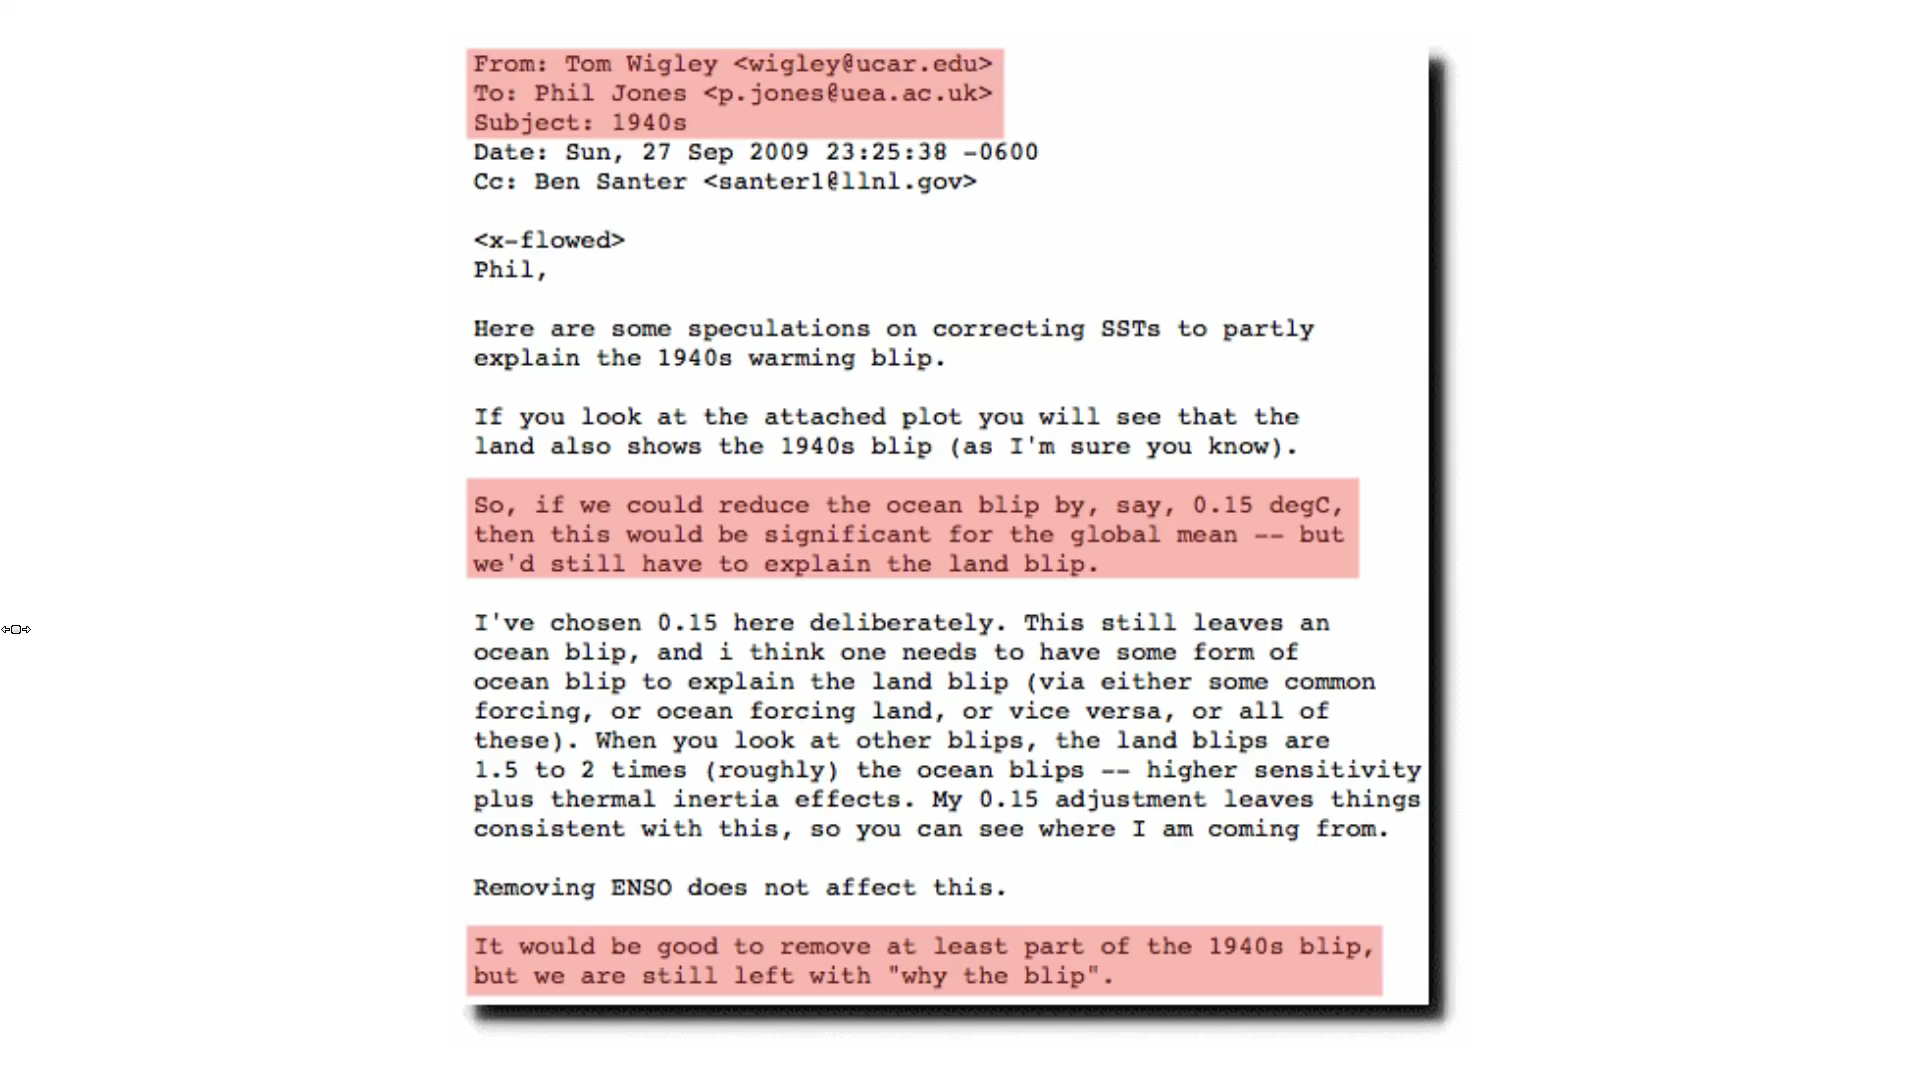 From: Tom Wigley <wigley@ucar.edu>
To: Phil Jones <p.jones@uea.ac.uk>
Subject: 1940s
Date: Sun, 27 Sep 2009 23:25:38 -0600
Cc: Ben Santer <santer1@llnl.gov>
<x-flowed>
Phil,
Here are some speculations on correcting SSTs to partly
explain the 1940s warming blip.
If you look at the attached plot you will see that the
land also shows the 1940s blip (as I'm sure you know).
So, if we could reduce the ocean blip by, say, 0.15 degC,
then this would be significant for the global mean -- but
we'd still have to explain the land blip.
I've chosen 0.15 here deliberately. This still leaves an
ocean blip, and i think one needs to have some form of
ocean blip to explain the land blip (via either some common
forcing, or ocean forcing land, or vice versa, or all of
these). When you look at other blips, the land blips are
1.5 to 2 times (roughly) the ocean blips -- higher sensitivity
plus thermal inertia effects. My 0.15 adjustment leaves things
consistent with this, so you can see where I am coming from.
Removing ENSO does not affect this.
It would be good to remove at least part of the 1940s blip,
but we are still left with "why the blip".